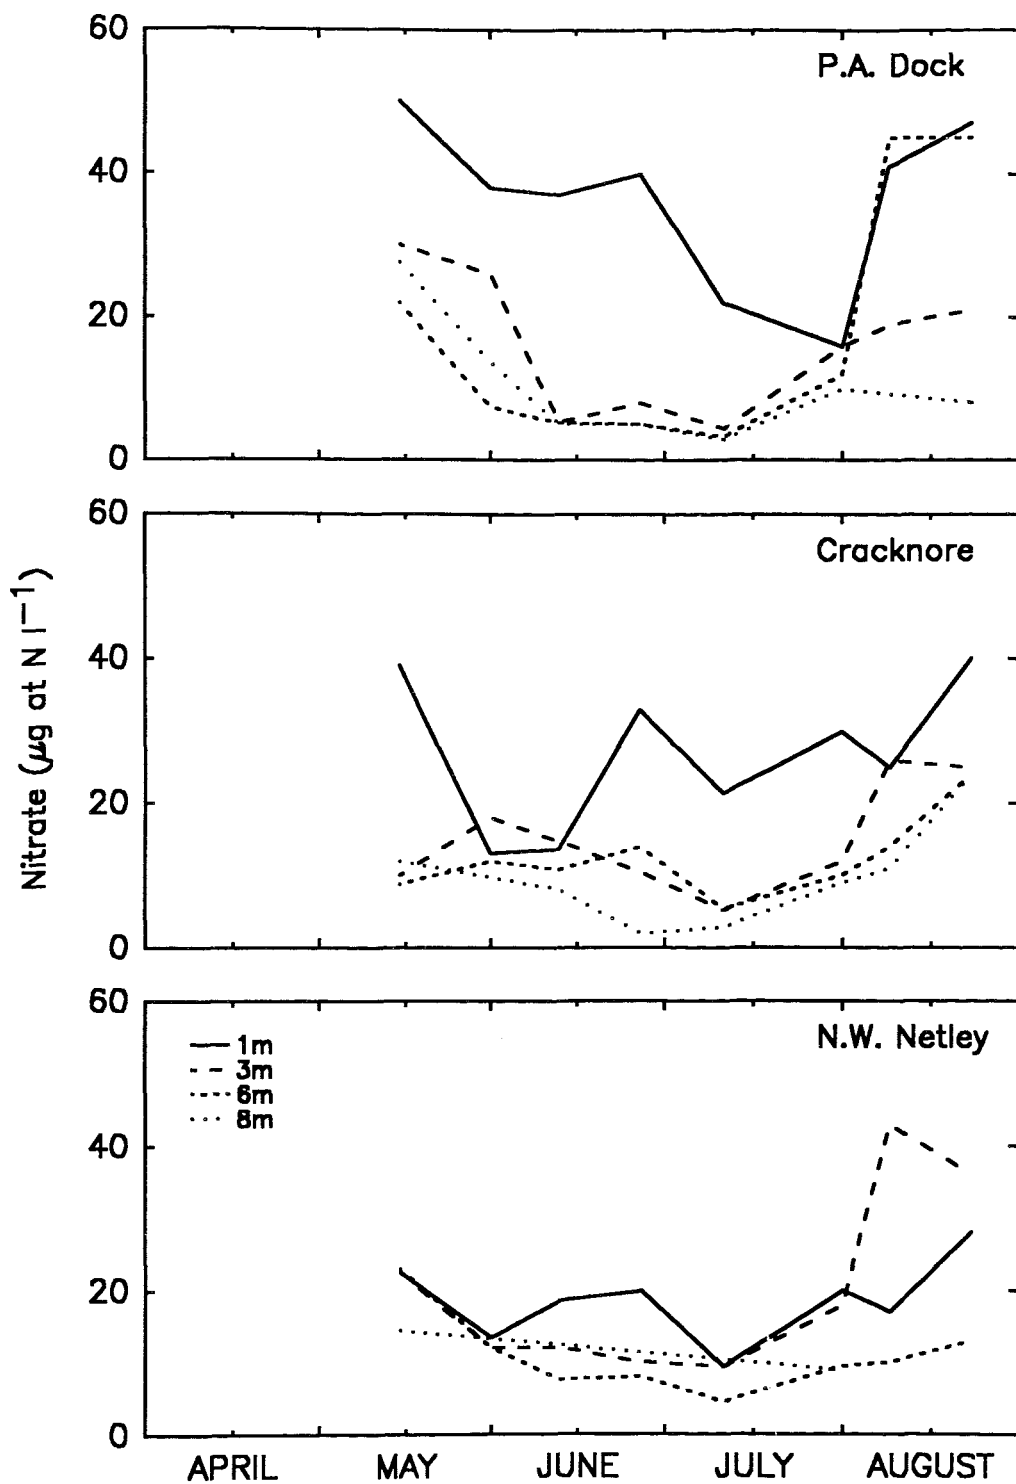 60
P.A. Dock
40
20
0
60
Cracknore
40
20
0
Nitrate (μg at N l−1)
60
N.W. Netley
1m
3m
6m
8m
40
20
0
APRIL MAY JUNE JULY AUGUST